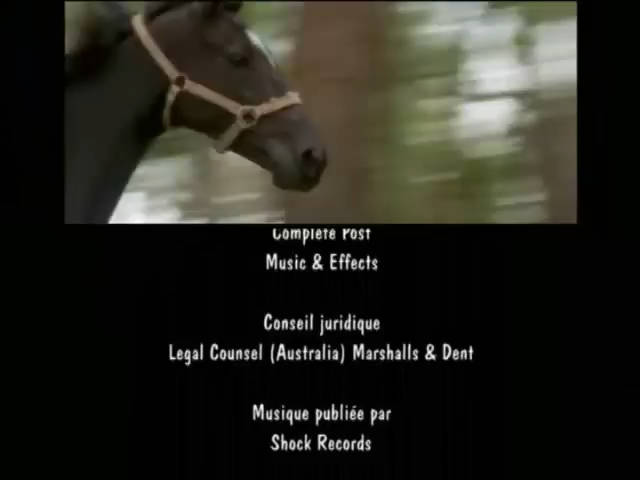 Complete Post
Music & Effects
Conseil juridique
Legal Counsel (Australia) Marshalls & Dent
Musique publiée par
Shock Records